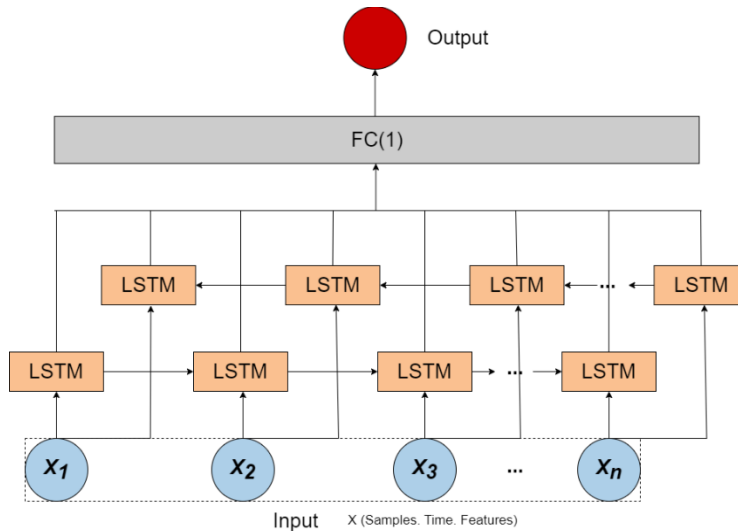 Output
FC(1)
LSTM LSTM LSTM ... LSTM
LSTM LSTM LSTM ... LSTM
X1 X2 X3 ... Xn
Input X (Samples. Time. Features)